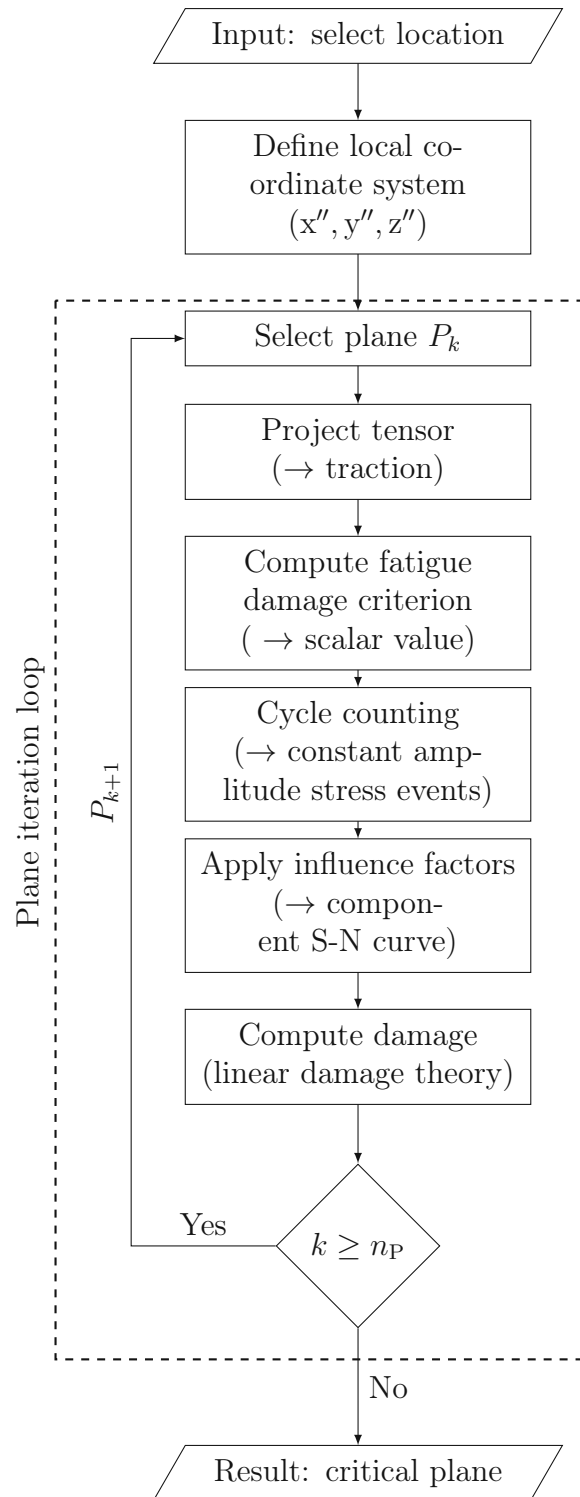 Input: select location
Define local co-
ordinate system
(x″, y″, z″)
Select plane Pₖ
Project tensor
(→ traction)
Compute fatigue
damage criterion
( → scalar value)
Cycle counting
(→ constant amp-
litude stress events)
Apply influence factors
(→ compon-
ent S-N curve)
Compute damage
(linear damage theory)
k ≥ n_P
Yes
No
Result: critical plane
P_{k+1}
Plane iteration loop